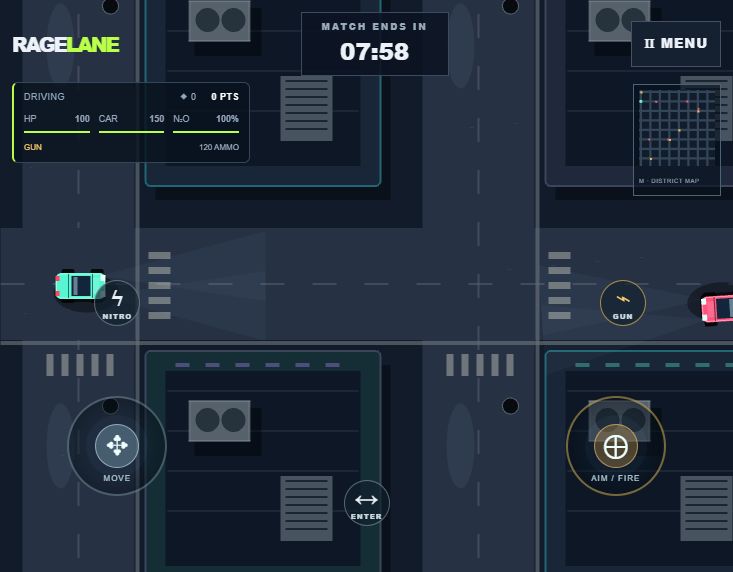 RAGELANE
MATCH ENDS IN
07:58
II MENU
DRIVING ◆ 0 0 PTS
HP 100 CAR 150 N₂O 100%
GUN 120 AMMO
M · DISTRICT MAP
NITRO
GUN
MOVE
AIM / FIRE
ENTER